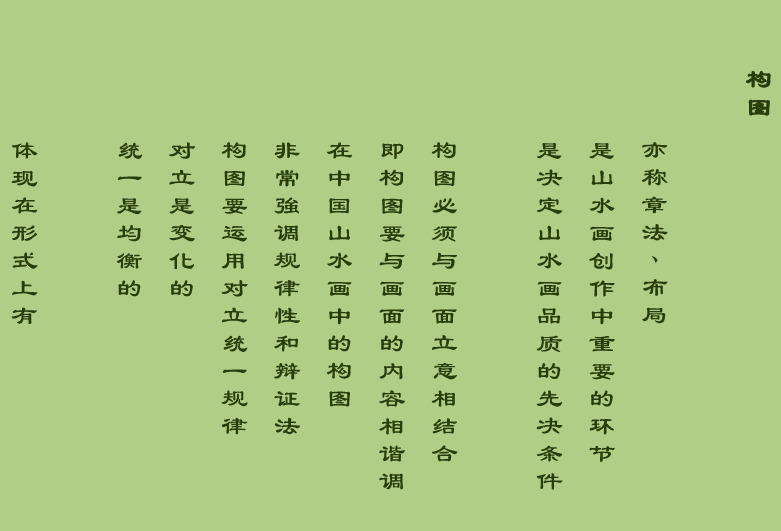 构图
亦称章法、布局
是山水画创作中重要的环节
是决定山水画品质的先决条件
构图必须与画面立意相结合
即构图要与画面的内容相谐调
在中国山水画中的构图
非常強调规律性和辩证法
构图要运用对立统一规律
对立是变化的
统一是均衡的
体现在形式上有